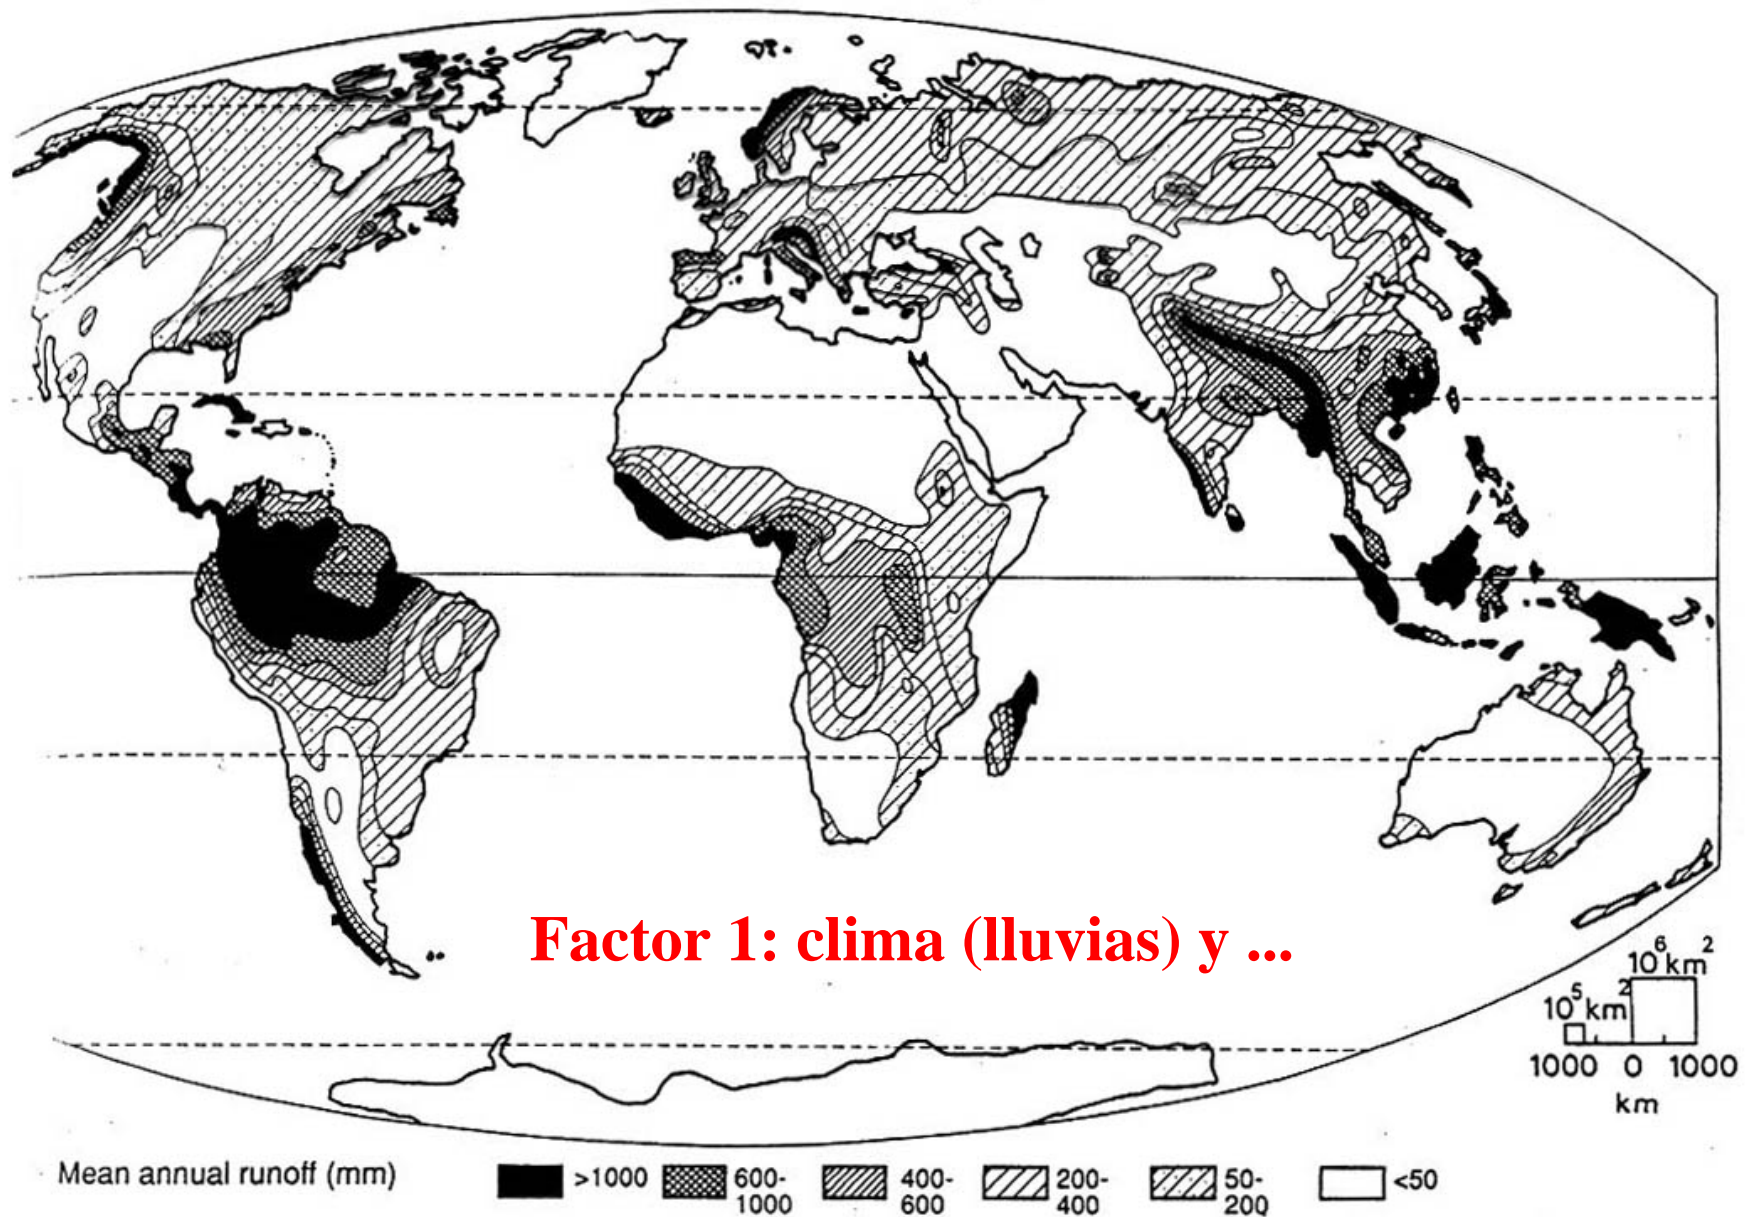 Factor 1: clima (lluvias) y ...
10⁶km²
10⁵km²
1000 0 1000
km
Mean annual runoff (mm)
>1000
600-
1000
400-
600
200-
400
50-
200
<50